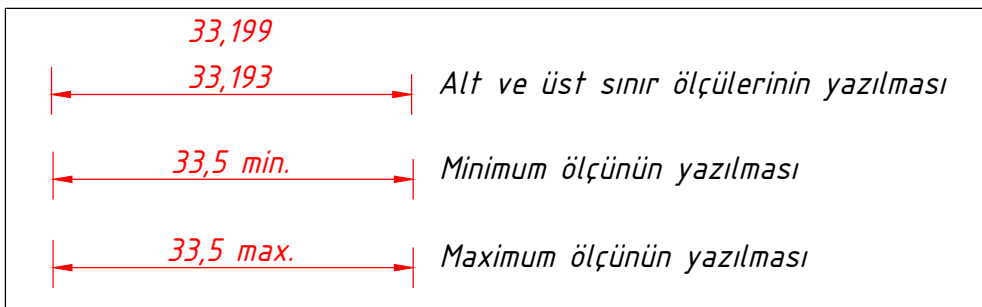 33,199
33,193 Alt ve üst sınır ölçülerinin yazılması
33,5 min. Minimum ölçünün yazılması
33,5 max. Maximum ölçünün yazılması